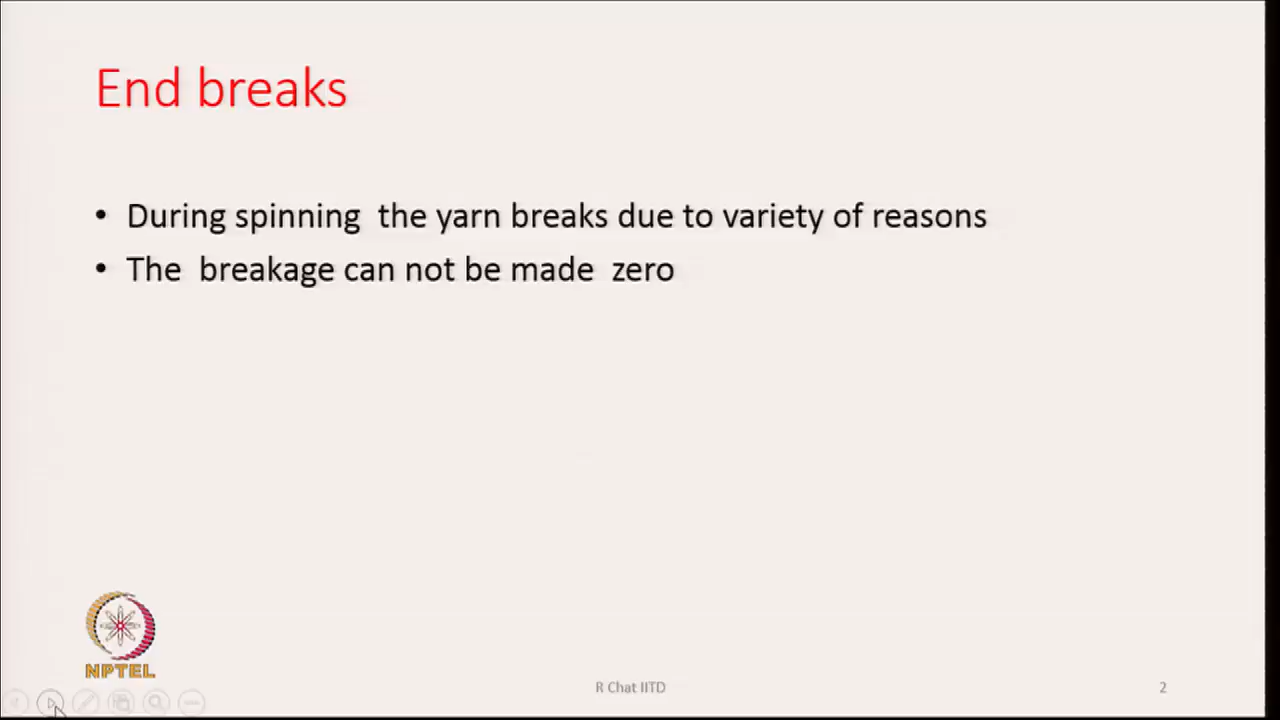 End breaks
• During spinning the yarn breaks due to variety of reasons
• The breakage can not be made zero
NPTEL
R Chat IITD
2